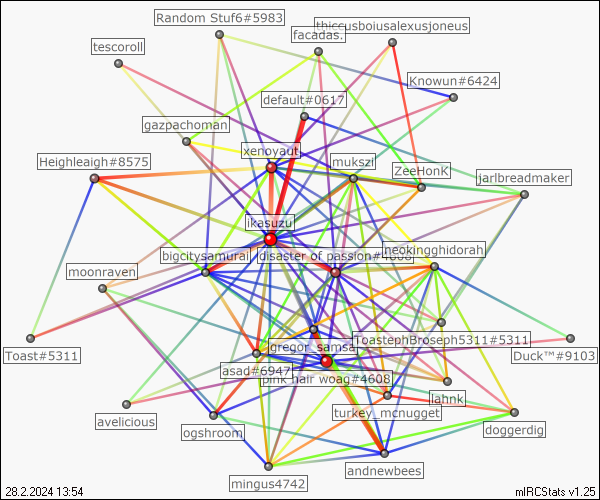 Random Stuf6#5983
thiccusboiusalexusjoneus
facadas.
tescoroll
Knowun#6424
default#0617
gazpachoman
xenoyaut
Heighleaigh#8575
mukszi
ZeeHonK
jarlbreadmaker
ikasuzu
bigcitysamurai
disaster of passion#4808
neokingghidorah
moonraven
Toast#5311
gregor_samsa
ToastephBroseph5311#5311
Duck™#9103
asad#6947
pink hair woag#4608
lahnk
avelicious
ogshroom
turkey_mcnugget
doggerdig
mingus4742
andnewbees
28.2.2024 13:54
mIRCStats v1.25